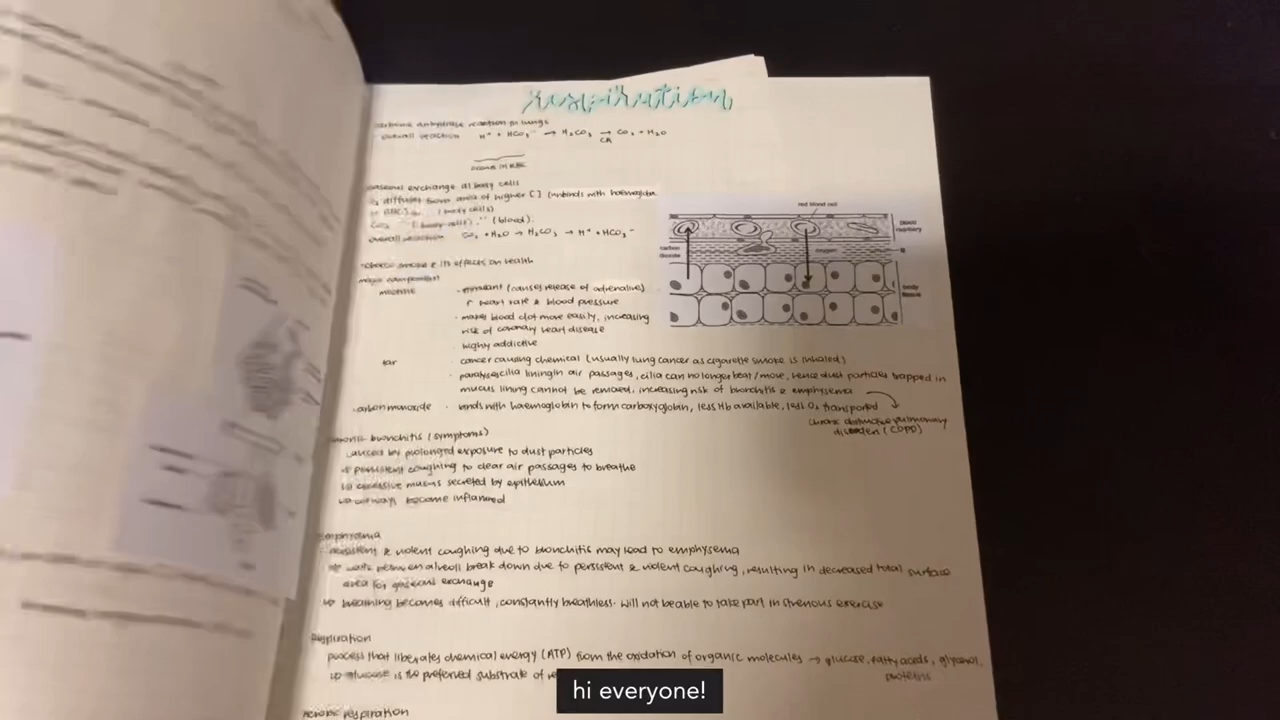 respiration
carbonic anhydrase reaction in lungs
overall reaction H⁺ + HCO₃⁻ → H₂CO₃ → CO₂ + H₂O
CA
occurs in RBC
gaseous exchange at body cells
O₂ diffuses from area of higher [ ] (unbinds with haemoglobin
(body cells)
CO₂ (body cells) " (blood).
overall reaction CO₂ + H₂O → H₂CO₃ → H⁺ + HCO₃⁻
red blood cell
blood capillary
carbon dioxide
oxygen
body tissue
tobacco smoke & its effects on health
major component
nicotine · stimulant (causes release of adrenaline)
↑ heart rate & blood pressure
· makes blood clot more easily, increasing
risk of coronary heart disease
highly addictive
tar · cancer causing chemical (usually lung cancer as cigarette smoke is inhaled)
· paralyses cilia lining in air passages, cilia can no longer beat/move, hence dust particles trapped in
mucus lining cannot be removed, increasing risk of bronchitis & emphysema
carbon monoxide · binds with haemoglobin to form carboxyglobin, less Hb available, less O₂ transported
chronic obstructive pulmonary
disorders (COPD)
chronic bronchitis (symptoms)
caused by prolonged exposure to dust particles
↳ persistent coughing to clear air passages to breathe
↳ excessive mucus secreted by epithelium
↳ airways become inflamed
emphysema
persistent & violent coughing due to bronchitis may lead to emphysema
↳ walls between alveoli break down due to persistent & violent coughing, resulting in decreased total surface
area for gaseous exchange
↳ breathing becomes difficult, constantly breathless. will not be able to take part in strenous exercise
Respiration
process that liberates chemical energy (ATP) from the oxidation of organic molecules → glucose, fatty acids, glycerol,
proteins
↳ glucose is the preferred substrate of
hi everyone!
Aerobic respiration